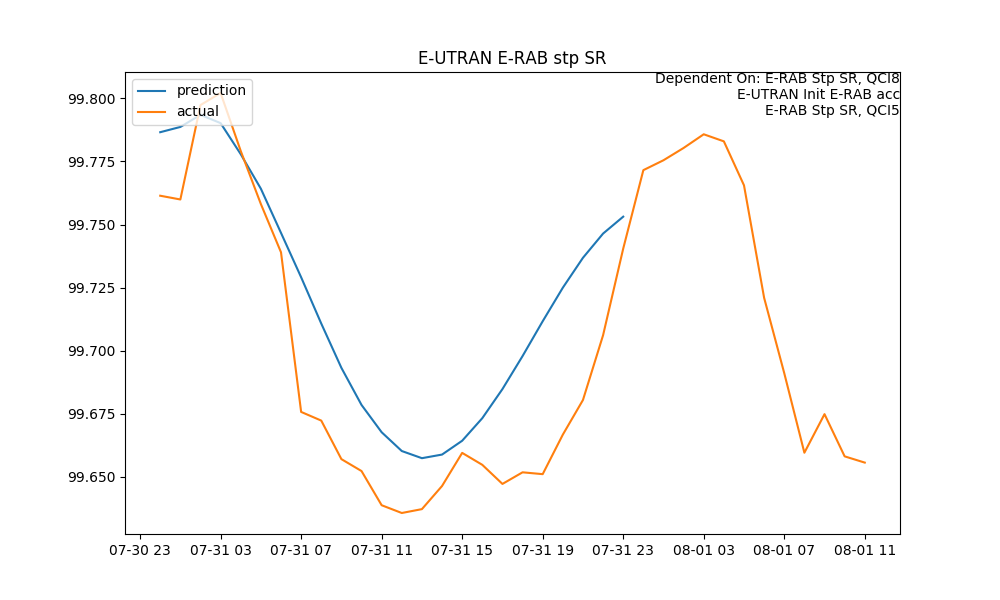 E-UTRAN E-RAB stp SR
Dependent On: E-RAB Stp SR, QCI8
E-UTRAN Init E-RAB acc
E-RAB Stp SR, QCI5
prediction
actual
99.800
99.775
99.750
99.725
99.700
99.675
99.650
07-30 23 07-31 03 07-31 07 07-31 11 07-31 15 07-31 19 07-31 23 08-01 03 08-01 07 08-01 11